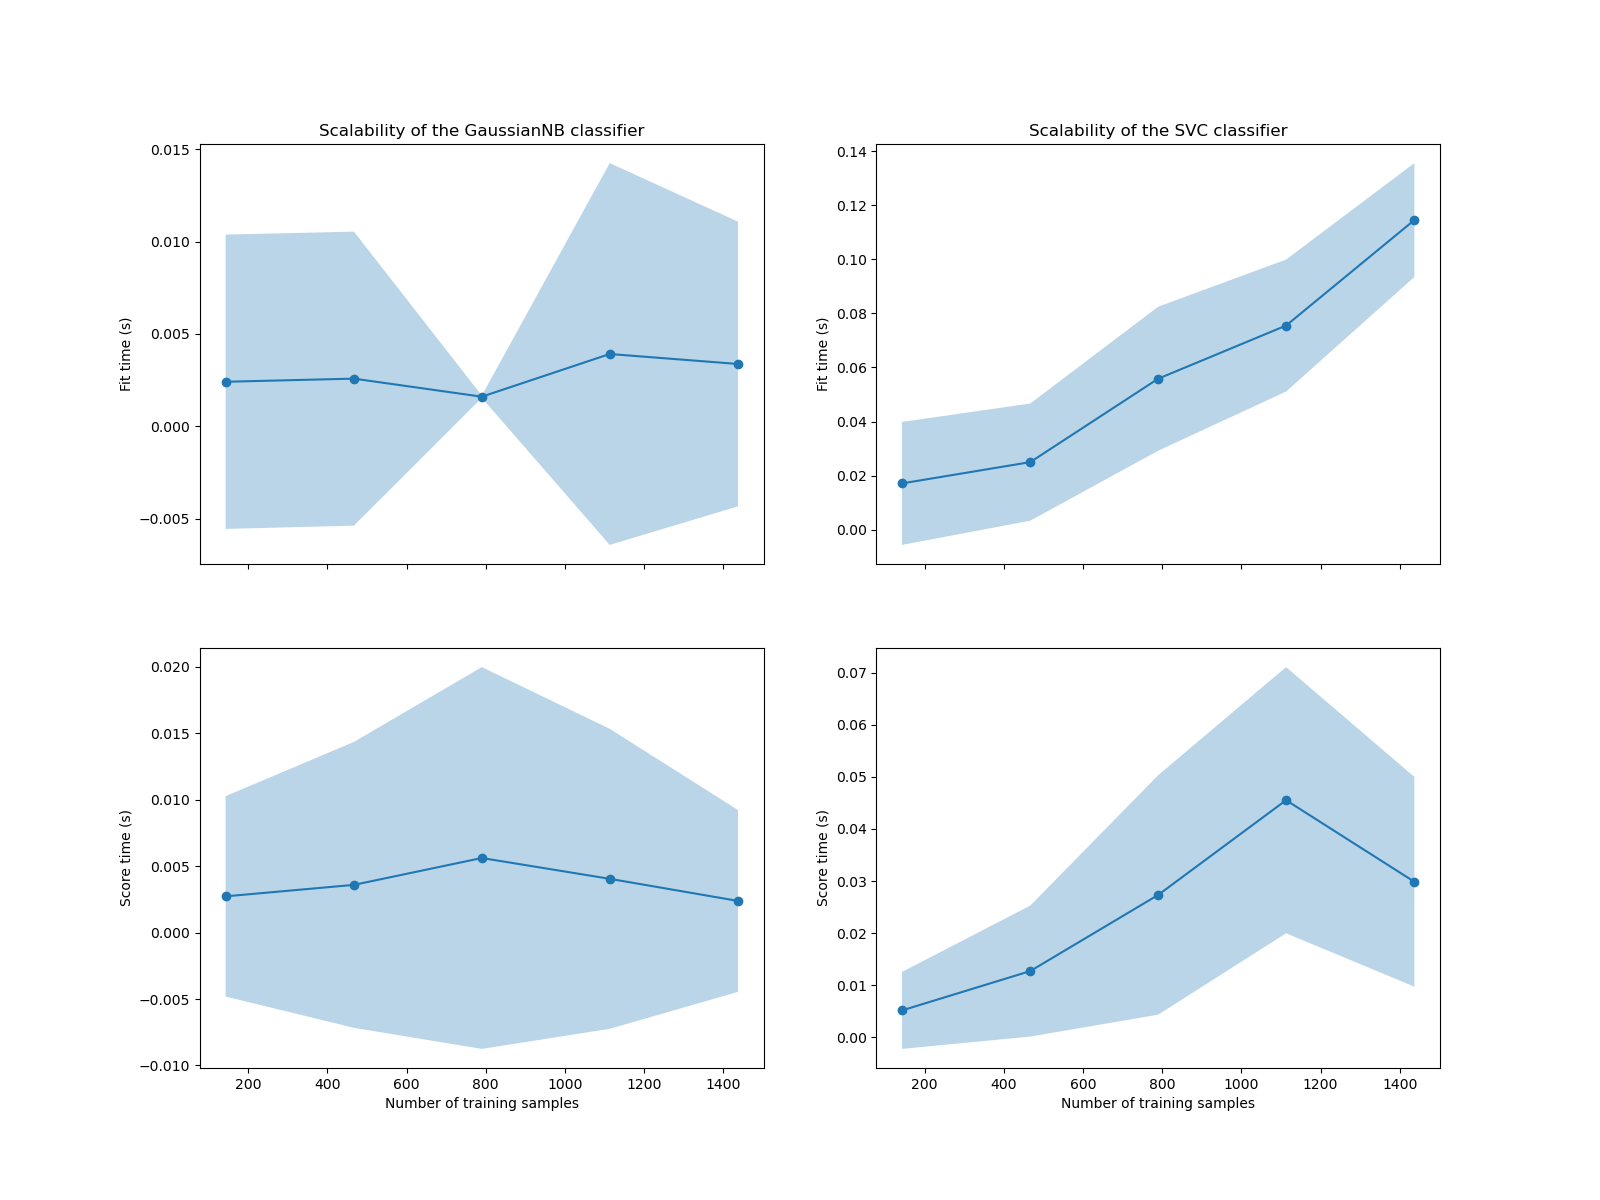 Scalability of the GaussianNB classifier
0.015
0.010
0.005
0.000
−0.005
Fit time (s)
Scalability of the SVC classifier
0.14
0.12
0.10
0.08
0.06
0.04
0.02
0.00
Fit time (s)
0.020
0.015
0.010
0.005
0.000
−0.005
−0.010
Score time (s)
200 400 600 800 1000 1200 1400
Number of training samples
0.07
0.06
0.05
0.04
0.03
0.02
0.01
0.00
Score time (s)
200 400 600 800 1000 1200 1400
Number of training samples